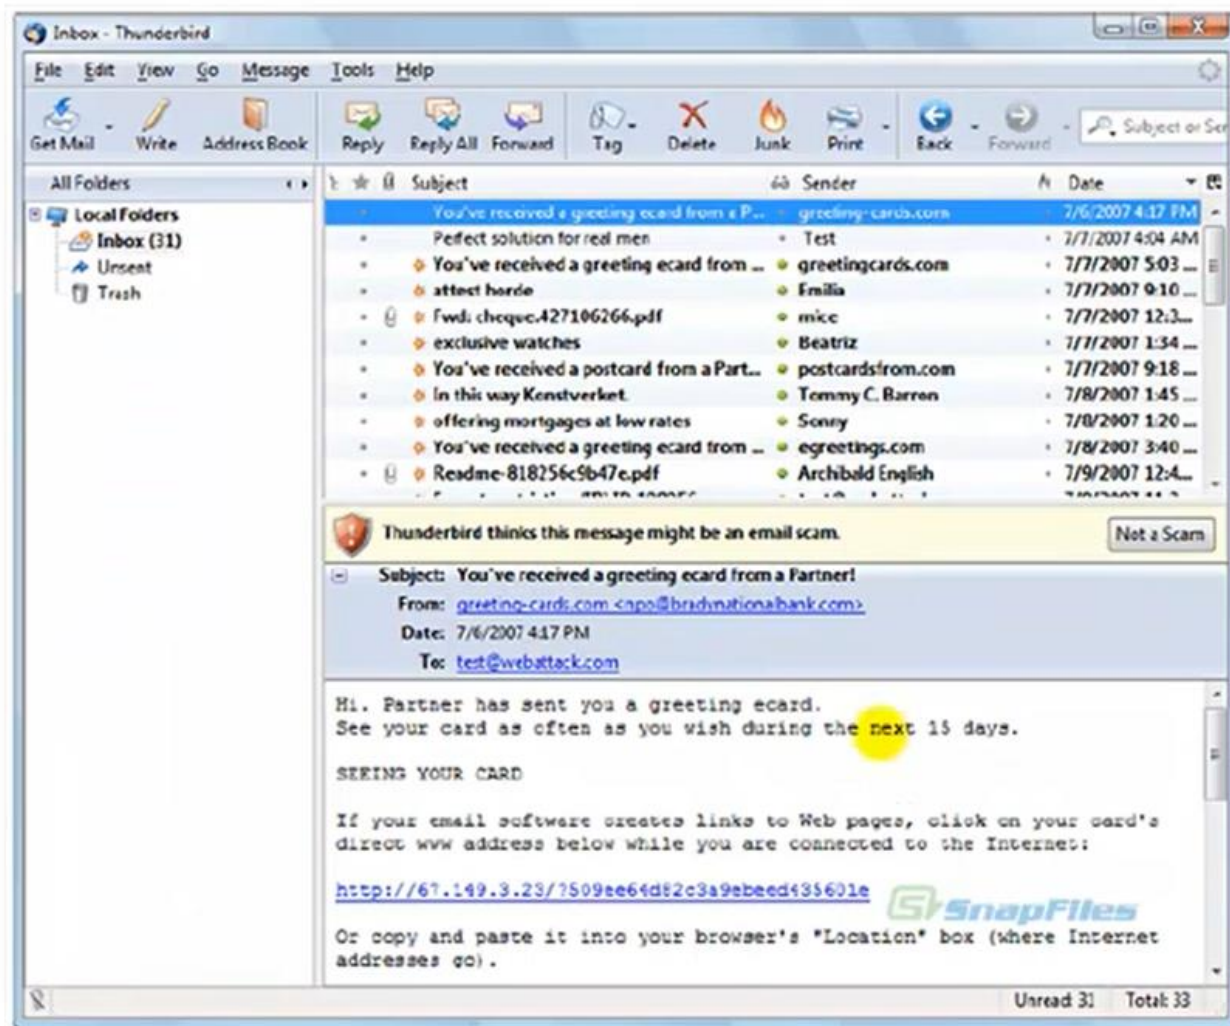 Inbox - Thunderbird
File Edit View Go Message Tools Help
Get Mail Write Address Book Reply Reply All Forward Tag Delete Junk Print Back Forward Subject or Se
All Folders Subject Sender Date
Local Folders
Inbox (31)
Unsent
Trash
You've received a greeting ecard from a P... greeting-cards.com 7/6/2007 4:17 PM
Perfect solution for real men Test 7/7/2007 4:04 AM
You've received a greeting ecard from ... greetingcards.com 7/7/2007 5:03 ...
attest horde Emilia 7/7/2007 9:10 ...
Fwd: cheque.427106266.pdf mice 7/7/2007 12:3...
exclusive watches Beatriz 7/7/2007 1:34 ...
You've received a postcard from a Part... postcardsfrom.com 7/7/2007 9:18 ...
In this way Konstverket. Tommy C. Barron 7/8/2007 1:45 ...
offering mortgages at low rates Sonny 7/8/2007 1:20 ...
You've received a greeting ecard from ... egreetings.com 7/8/2007 3:40 ...
Readme-818256c9b47e.pdf Archibald English 7/9/2007 12:4...
Thunderbird thinks this message might be an email scam. Not a Scam
Subject: You've received a greeting ecard from a Partner!
From: greeting-cards.com <npo@bradynationalbank.com>
Date: 7/6/2007 4:17 PM
To: test@webattack.com
Hi. Partner has sent you a greeting ecard.
See your card as often as you wish during the next 15 days.
SEEING YOUR CARD
If your email software creates links to Web pages, click on your card's
direct www address below while you are connected to the Internet:
http://67.149.3.23/?509ee64d82c3a9ebeed435601e
SnapFiles
Or copy and paste it into your browser's "Location" box (where Internet
addresses go).
Unread: 31 Total: 33